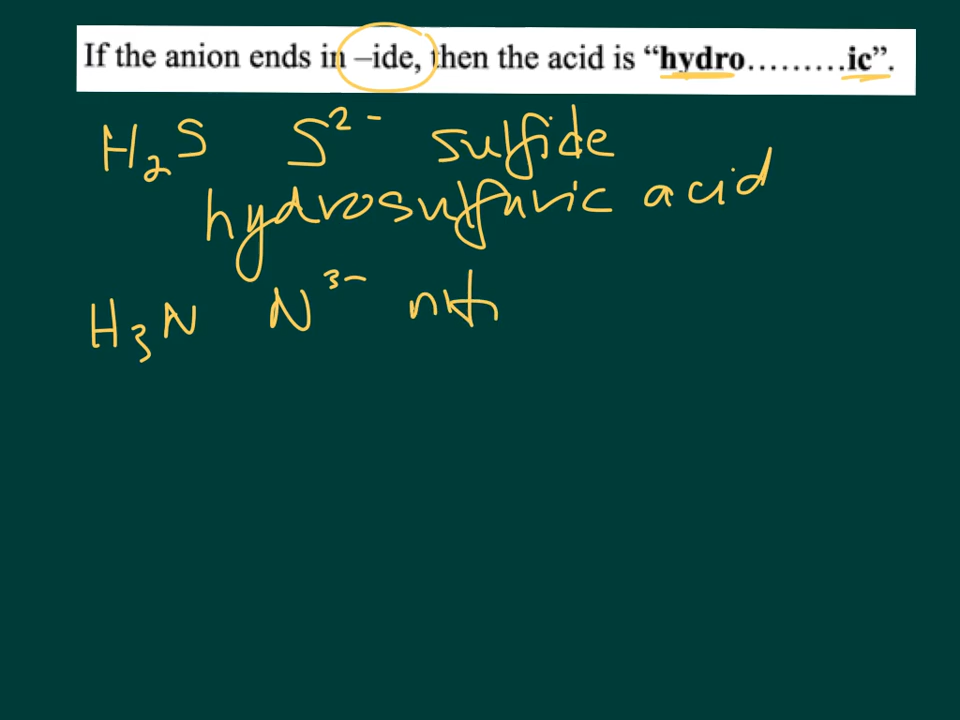 If the anion ends in –ide, then the acid is “hydro………ic”.
H₂S S²⁻ sulfide
hydrosulfuric acid
H₃N N³⁻ nitr